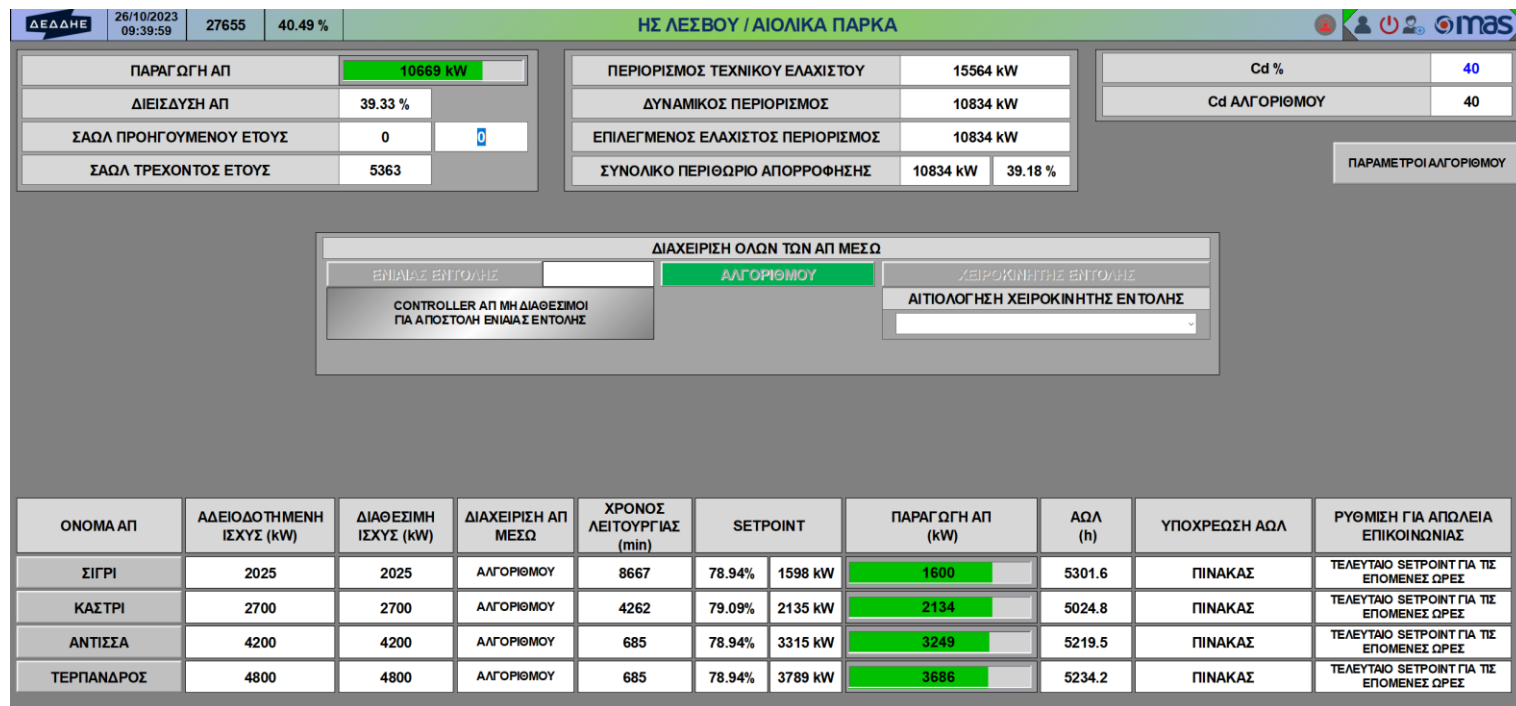 ΔΕΔΔΗΕ
26/10/2023
09:39:59
27655
40.49 %
ΗΣ ΛΕΣΒΟΥ / ΑΙΟΛΙΚΑ ΠΑΡΚΑ
omas
ΠΑΡΑΓΩΓΗ ΑΠ
10669 kW
ΔΙΕΙΣΔΥΣΗ ΑΠ
39.33 %
ΣΑΩΛ ΠΡΟΗΓΟΥΜΕΝΟΥ ΕΤΟΥΣ
0
0
ΣΑΩΛ ΤΡΕΧΟΝΤΟΣ ΕΤΟΥΣ
5363
ΠΕΡΙΟΡΙΣΜΟΣ ΤΕΧΝΙΚΟΥ ΕΛΑΧΙΣΤΟΥ
15564 kW
ΔΥΝΑΜΙΚΟΣ ΠΕΡΙΟΡΙΣΜΟΣ
10834 kW
ΕΠΙΛΕΓΜΕΝΟΣ ΕΛΑΧΙΣΤΟΣ ΠΕΡΙΟΡΙΣΜΟΣ
10834 kW
ΣΥΝΟΛΙΚΟ ΠΕΡΙΘΩΡΙΟ ΑΠΟΡΡΟΦΗΣΗΣ
10834 kW
39.18 %
Cd %
40
Cd ΑΛΓΟΡΙΘΜΟΥ
40
ΠΑΡΑΜΕΤΡΟΙ ΑΛΓΟΡΙΘΜΟΥ
ΔΙΑΧΕΙΡΙΣΗ ΟΛΩΝ ΤΩΝ ΑΠ ΜΕΣΩ
ΕΝΙΑΙΑΣ ΕΝΤΟΛΗΣ
ΑΛΓΟΡΙΘΜΟΥ
ΧΕΙΡΟΚΙΝΗΤΗΣ ΕΝΤΟΛΗΣ
CONTROLLER ΑΠ ΜΗ ΔΙΑΘΕΣΙΜΟΙ
ΓΙΑ ΑΠΟΣΤΟΛΗ ΕΝΙΑΙΑΣ ΕΝΤΟΛΗΣ
ΑΙΤΙΟΛΟΓΗΣΗ ΧΕΙΡΟΚΙΝΗΤΗΣ ΕΝΤΟΛΗΣ
ΟΝΟΜΑ ΑΠ
ΑΔΕΙΟΔΟΤΗΜΕΝΗ
ΙΣΧΥΣ (kW)
ΔΙΑΘΕΣΙΜΗ
ΙΣΧΥΣ (kW)
ΔΙΑΧΕΙΡΙΣΗ ΑΠ
ΜΕΣΩ
ΧΡΟΝΟΣ
ΛΕΙΤΟΥΡΓΙΑΣ
(min)
SETPOINT
ΠΑΡΑΓΩΓΗ ΑΠ
(kW)
ΑΩΛ
(h)
ΥΠΟΧΡΕΩΣΗ ΑΩΛ
ΡΥΘΜΙΣΗ ΓΙΑ ΑΠΩΛΕΙΑ
ΕΠΙΚΟΙΝΩΝΙΑΣ
ΣΙΓΡΙ
2025
2025
ΑΛΓΟΡΙΘΜΟΥ
8667
78.94%
1598 kW
1600
5301.6
ΠΙΝΑΚΑΣ
ΤΕΛΕΥΤΑΙΟ SETPOINT ΓΙΑ ΤΙΣ
ΕΠΟΜΕΝΕΣ ΩΡΕΣ
ΚΑΣΤΡΙ
2700
2700
ΑΛΓΟΡΙΘΜΟΥ
4262
79.09%
2135 kW
2134
5024.8
ΠΙΝΑΚΑΣ
ΤΕΛΕΥΤΑΙΟ SETPOINT ΓΙΑ ΤΙΣ
ΕΠΟΜΕΝΕΣ ΩΡΕΣ
ΑΝΤΙΣΣΑ
4200
4200
ΑΛΓΟΡΙΘΜΟΥ
685
78.94%
3315 kW
3249
5219.5
ΠΙΝΑΚΑΣ
ΤΕΛΕΥΤΑΙΟ SETPOINT ΓΙΑ ΤΙΣ
ΕΠΟΜΕΝΕΣ ΩΡΕΣ
ΤΕΡΠΑΝΔΡΟΣ
4800
4800
ΑΛΓΟΡΙΘΜΟΥ
685
78.94%
3789 kW
3686
5234.2
ΠΙΝΑΚΑΣ
ΤΕΛΕΥΤΑΙΟ SETPOINT ΓΙΑ ΤΙΣ
ΕΠΟΜΕΝΕΣ ΩΡΕΣ